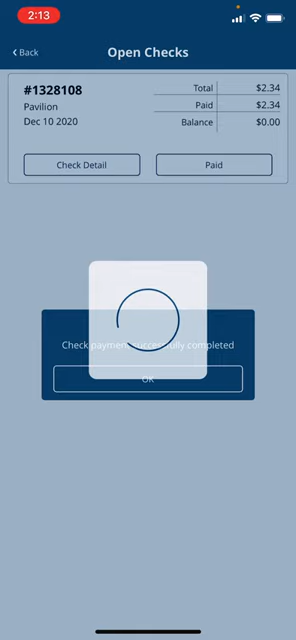 2:13
Back
Open Checks
#1328108
Pavilion
Dec 10 2020
Total $2.34
Paid $2.34
Balance $0.00
Check Detail
Paid
Check payment successfully completed
OK